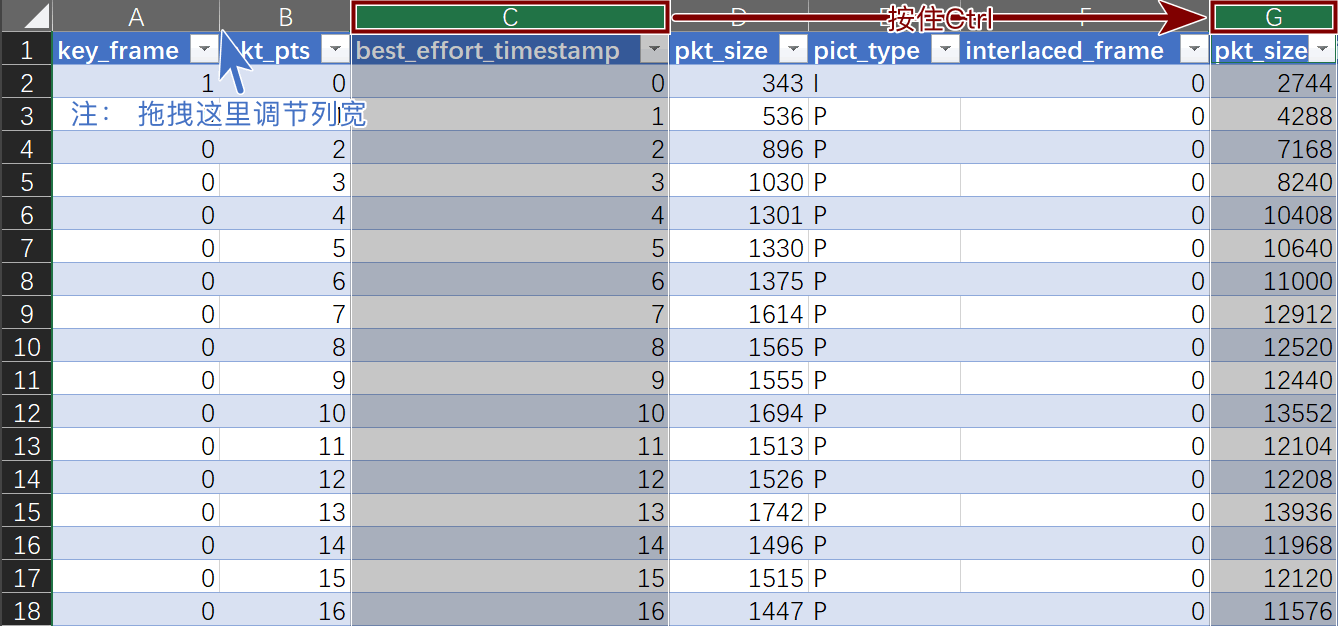 A B C D 按住Ctrl F G
1 key_frame kt_pts best_effort_timestamp pkt_size pict_type interlaced_frame pkt_size
2 1 0 0 343 I 0 2744
3 注： 拖拽这里调节列宽 1 536 P 0 4288
4 0 2 2 896 P 0 7168
5 0 3 3 1030 P 0 8240
6 0 4 4 1301 P 0 10408
7 0 5 5 1330 P 0 10640
8 0 6 6 1375 P 0 11000
9 0 7 7 1614 P 0 12912
10 0 8 8 1565 P 0 12520
11 0 9 9 1555 P 0 12440
12 0 10 10 1694 P 0 13552
13 0 11 11 1513 P 0 12104
14 0 12 12 1526 P 0 12208
15 0 13 13 1742 P 0 13936
16 0 14 14 1496 P 0 11968
17 0 15 15 1515 P 0 12120
18 0 16 16 1447 P 0 11576